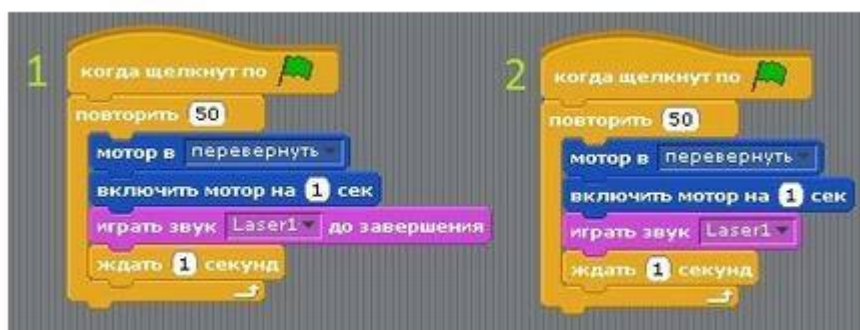 1
когда щелкнут по
повторить 50
мотор в перевернуть
включить мотор на 1 сек
играть звук Laser1 до завершения
ждать 1 секунд
2
когда щелкнут по
повторить 50
мотор в перевернуть
включить мотор на 1 сек
играть звук Laser1
ждать 1 секунд